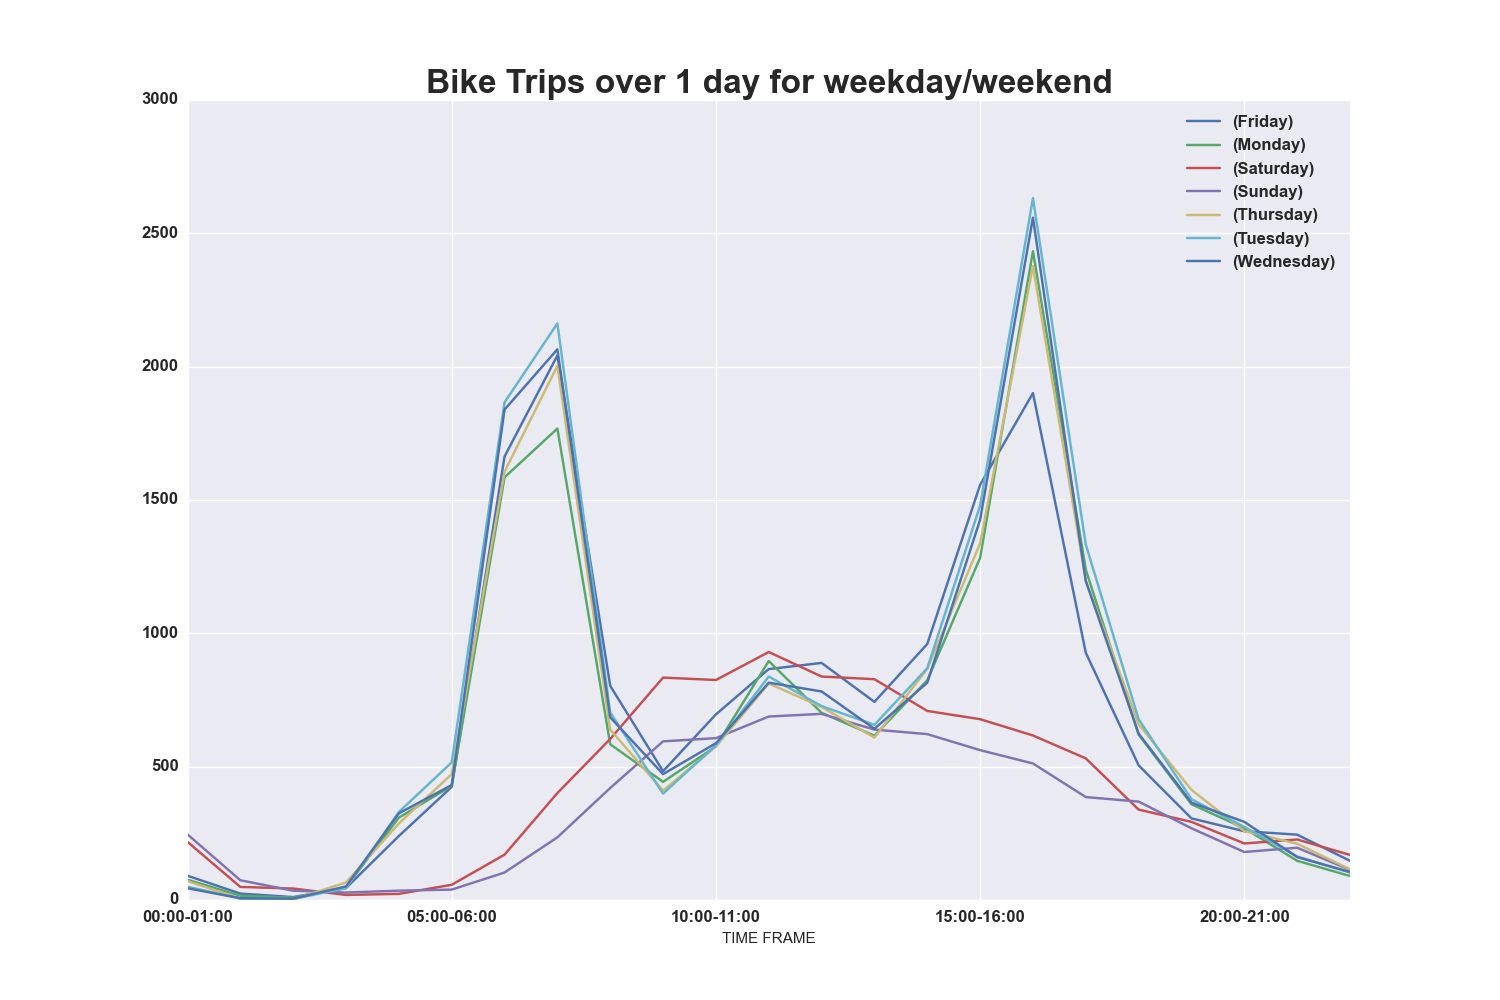 Bike Trips over 1 day for weekday/weekend
3000
2500
2000
1500
1000
500
0
(Friday)
(Monday)
(Saturday)
(Sunday)
(Thursday)
(Tuesday)
(Wednesday)
00:00-01:00 05:00-06:00 10:00-11:00 15:00-16:00 20:00-21:00
TIME FRAME